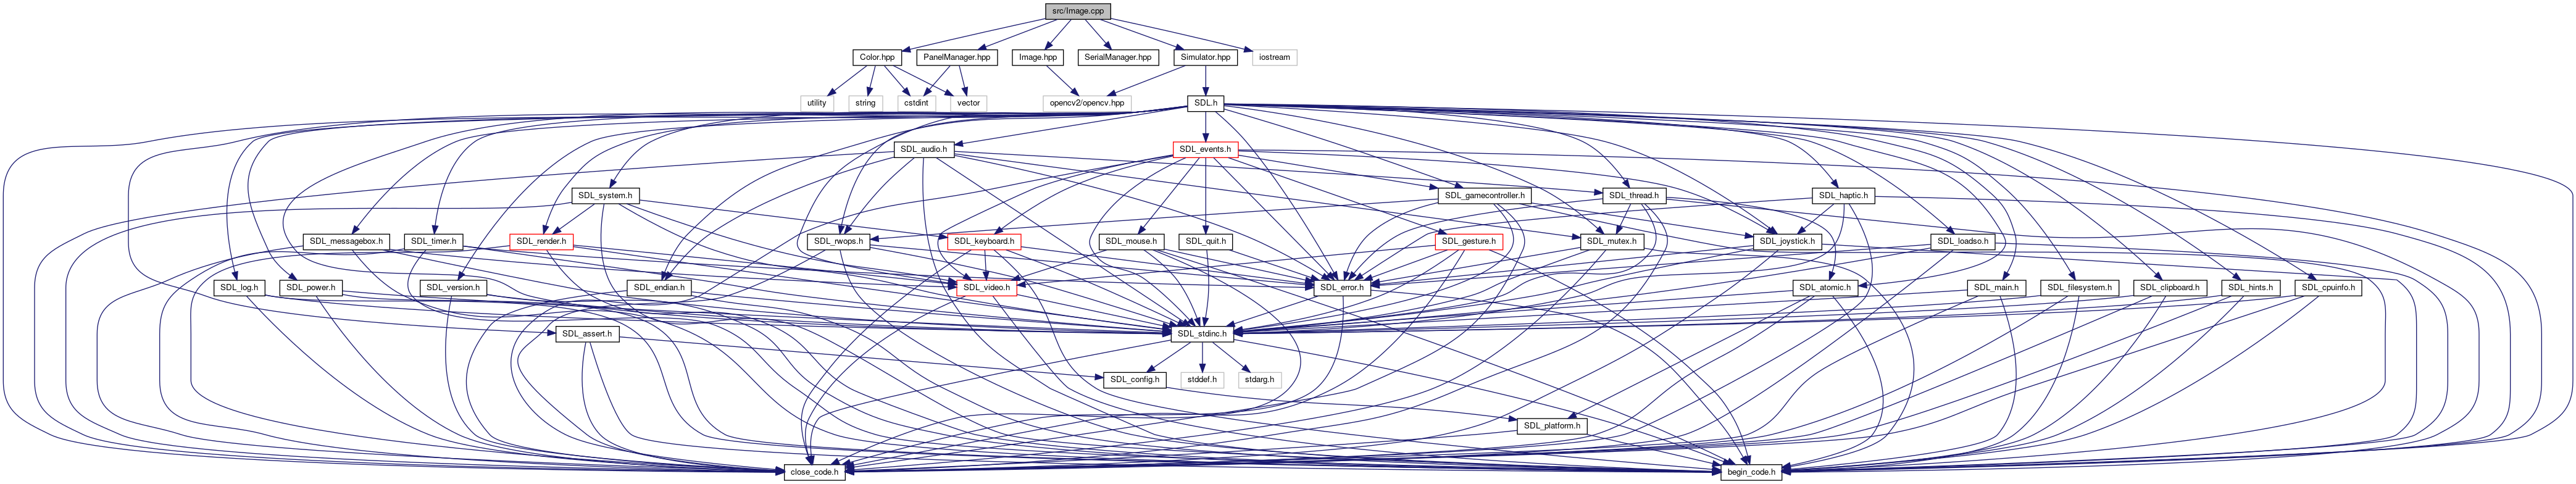 src/Image.cpp
Color.hpp
PanelManager.hpp
Image.hpp
SerialManager.hpp
Simulator.hpp
iostream
utility
string
cstdint
vector
opencv2/opencv.hpp
SDL.h
SDL_audio.h
SDL_events.h
SDL_system.h
SDL_gamecontroller.h
SDL_thread.h
SDL_haptic.h
SDL_messagebox.h
SDL_timer.h
SDL_render.h
SDL_rwops.h
SDL_keyboard.h
SDL_mouse.h
SDL_quit.h
SDL_gesture.h
SDL_mutex.h
SDL_joystick.h
SDL_loadso.h
SDL_log.h
SDL_power.h
SDL_version.h
SDL_endian.h
SDL_video.h
SDL_error.h
SDL_atomic.h
SDL_main.h
SDL_filesystem.h
SDL_clipboard.h
SDL_hints.h
SDL_cpuinfo.h
SDL_assert.h
SDL_stdinc.h
SDL_config.h
stddef.h
stdarg.h
SDL_platform.h
close_code.h
begin_code.h